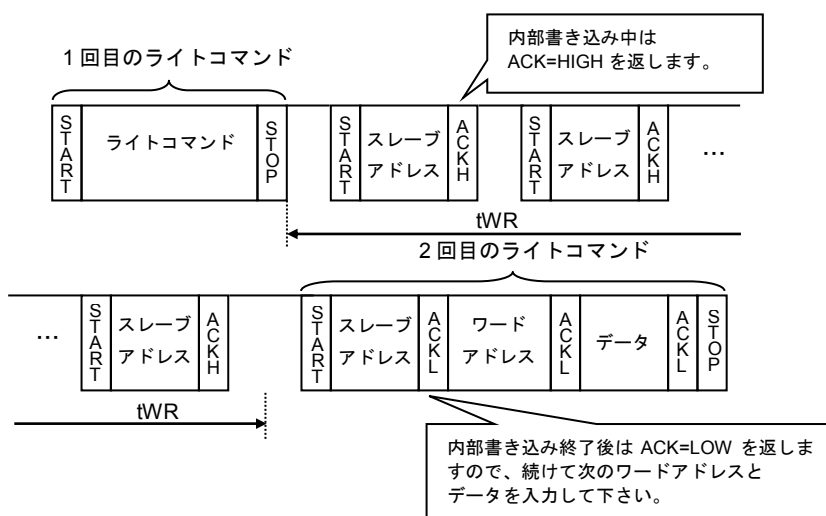 1 回目のライトコマンド
内部書き込み中は
ACK=HIGH を返します。
START
ライトコマンド
STOP
START
スレーブ
アドレス
ACKH
START
スレーブ
アドレス
ACKH
…
tWR
2 回目のライトコマンド
…
START
スレーブ
アドレス
ACKH
START
スレーブ
アドレス
ACKL
ワード
アドレス
ACKL
データ
ACKL
STOP
tWR
内部書き込み終了後は ACK=LOW を返しま
すので、続けて次のワードアドレスと
データを入力して下さい。